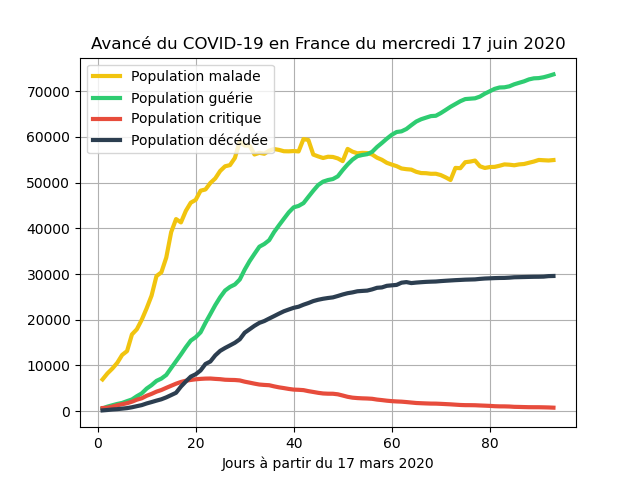 Avancé du COVID-19 en France du mercredi 17 juin 2020
Population malade
Population guérie
Population critique
Population décédée
70000
60000
50000
40000
30000
20000
10000
0
0 20 40 60 80
Jours à partir du 17 mars 2020